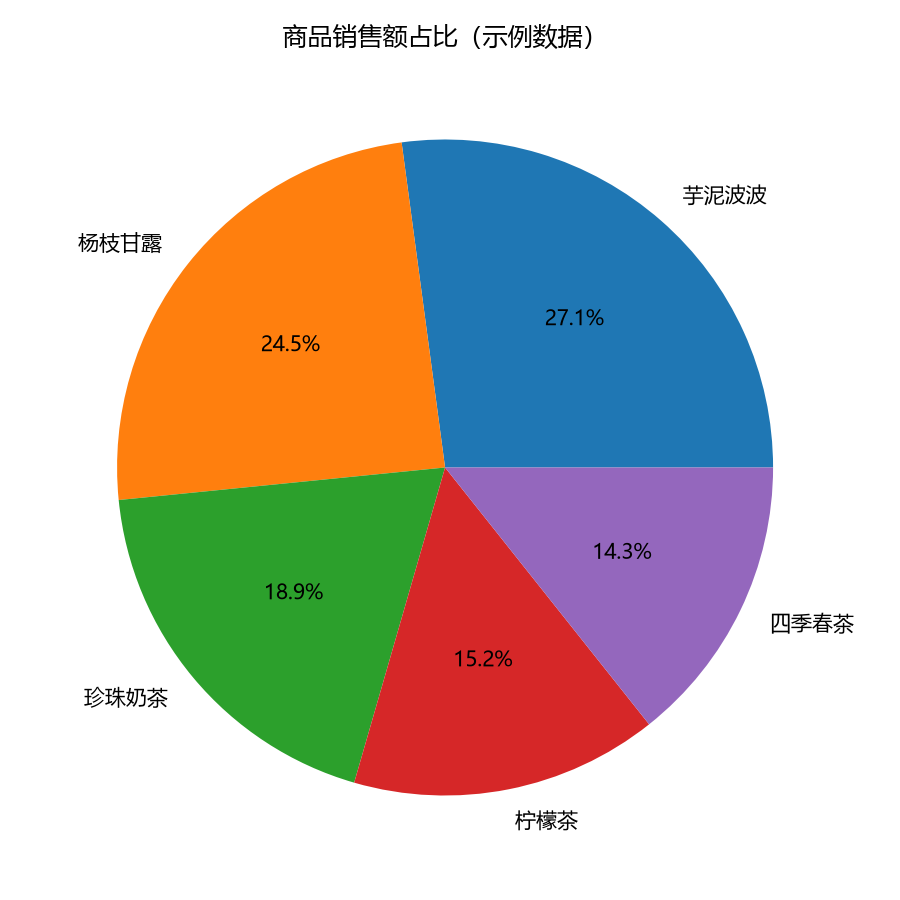 商品销售额占比（示例数据）
芋泥波波
27.1%
杨枝甘露
24.5%
珍珠奶茶
18.9%
柠檬茶
15.2%
四季春茶
14.3%